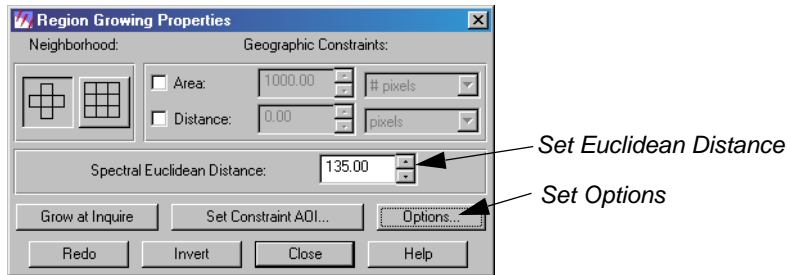 Region Growing Properties
Neighborhood: Geographic Constraints:
Area: 1000.00 # pixels
Distance: 0.00 pixels
Spectral Euclidean Distance: 135.00
Set Euclidean Distance
Set Options
Grow at Inquire Set Constraint AOI... Options...
Redo Invert Close Help